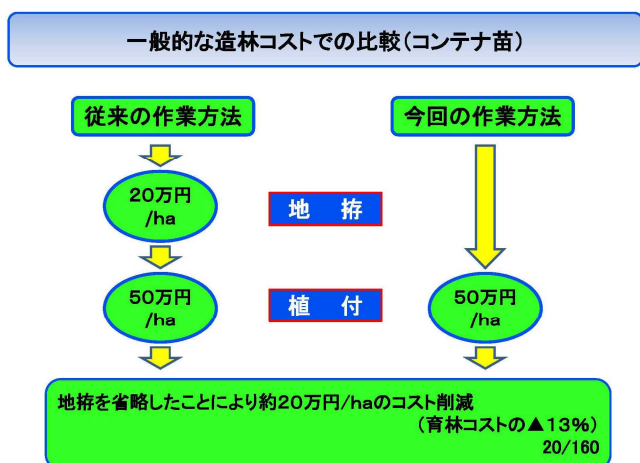 一般的な造林コストでの比較（コンテナ苗）
従来の作業方法
今回の作業方法
20万円
/ha
地 拵
50万円
/ha
植 付
50万円
/ha
地拵を省略したことにより約20万円/haのコスト削減
（育林コストの▲13%）
20/160